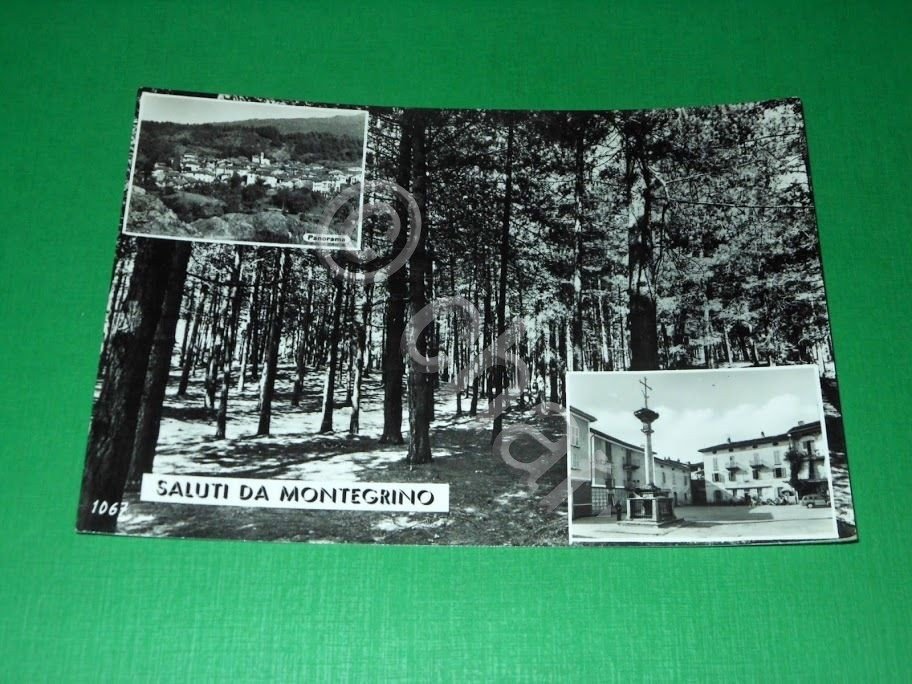 Panorama
SALUTI DA MONTEGRINO
1067